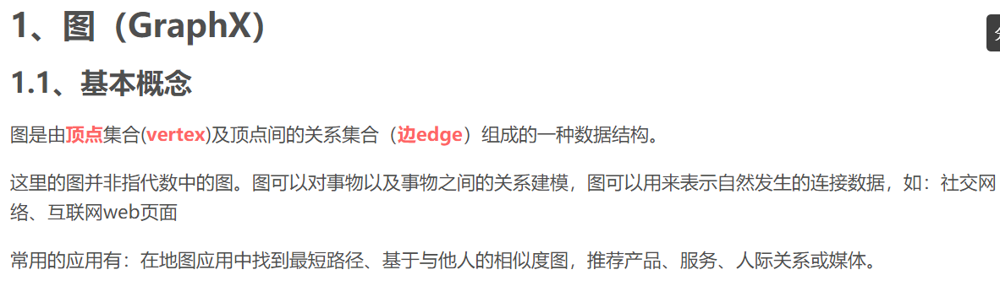 1、图（GraphX）
1.1、基本概念
图是由顶点集合(vertex)及顶点间的关系集合（边edge）组成的一种数据结构。
这里的图并非指代数中的图。图可以对事物以及事物之间的关系建模，图可以用来表示自然发生的连接数据，如：社交网
络、互联网web页面
常用的应用有：在地图应用中找到最短路径、基于与他人的相似度图，推荐产品、服务、人际关系或媒体。